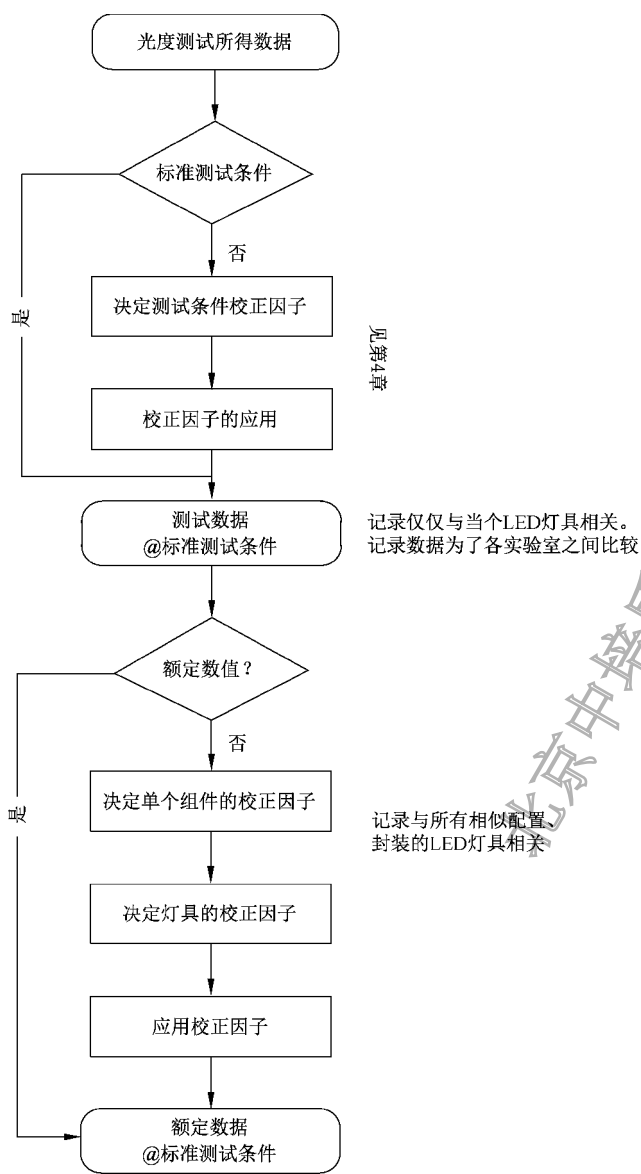 光度测试所得数据
标准测试条件
否
是
决定测试条件校正因子
见第4章
校正因子的应用
测试数据
@标准测试条件
记录仅仅与当个LED灯具相关。
记录数据为了各实验室之间比较
额定数值？
否
是
决定单个组件的校正因子
记录与所有相似配置、
封装的LED灯具相关
决定灯具的校正因子
应用校正因子
额定数据
@标准测试条件
北京中培